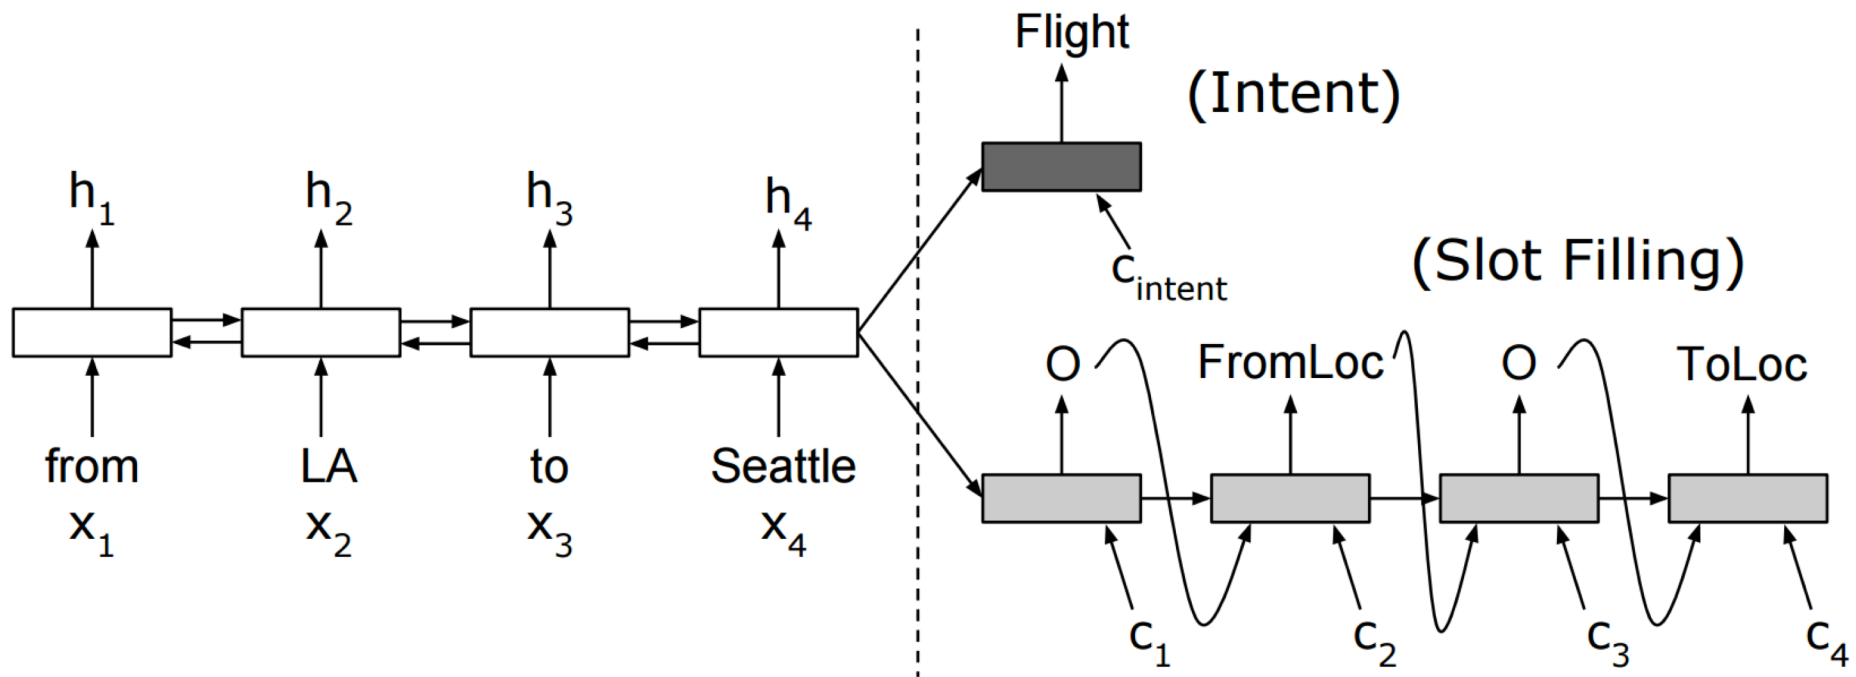 Flight
(Intent)
h1 h2 h3 h4
cintent
(Slot Filling)
O FromLoc O ToLoc
from LA to Seattle
x1 x2 x3 x4
c1 c2 c3 c4